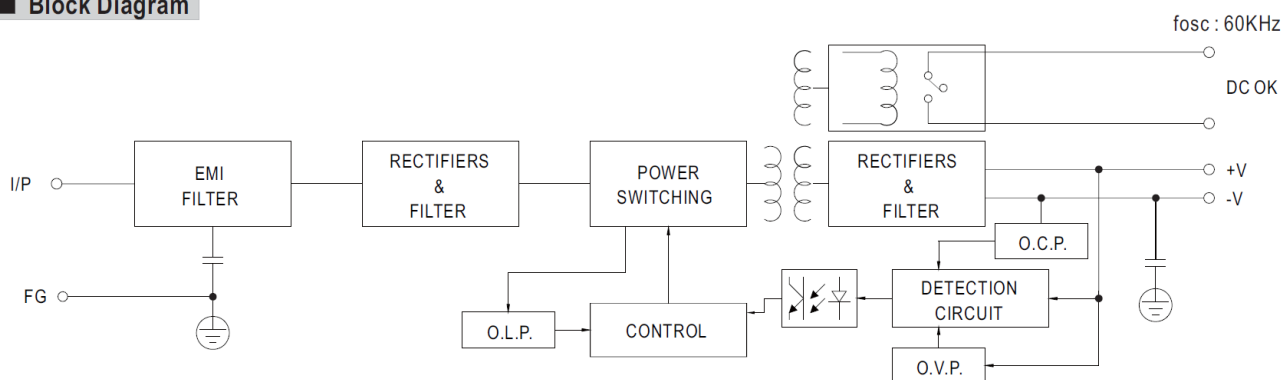 Block Diagram
fosc : 60KHz
DC OK
I/P
EMI
FILTER
RECTIFIERS
&
FILTER
POWER
SWITCHING
RECTIFIERS
&
FILTER
+V
-V
O.C.P.
FG
O.L.P.
CONTROL
DETECTION
CIRCUIT
O.V.P.